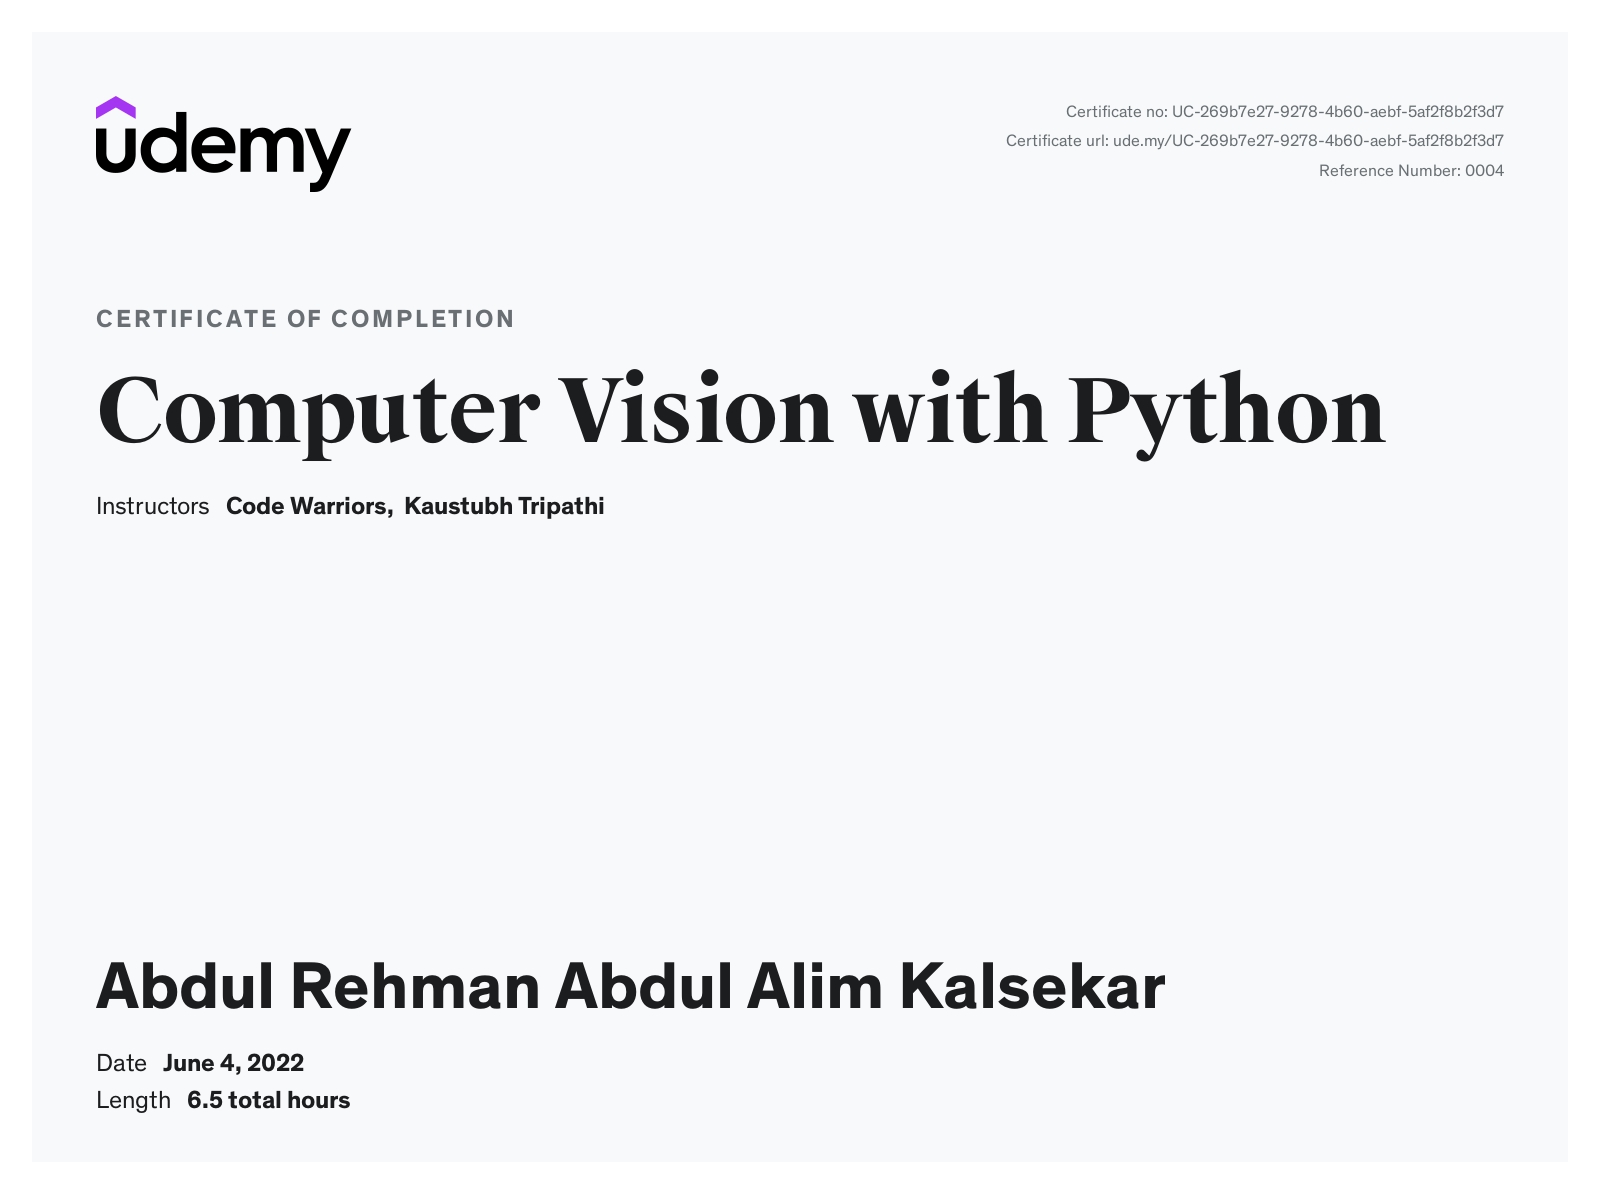 udemy
Certificate no: UC-269b7e27-9278-4b60-aebf-5af2f8b2f3d7
Certificate url: ude.my/UC-269b7e27-9278-4b60-aebf-5af2f8b2f3d7
Reference Number: 0004
CERTIFICATE OF COMPLETION
Computer Vision with Python
Instructors Code Warriors, Kaustubh Tripathi
Abdul Rehman Abdul Alim Kalsekar
Date June 4, 2022
Length 6.5 total hours